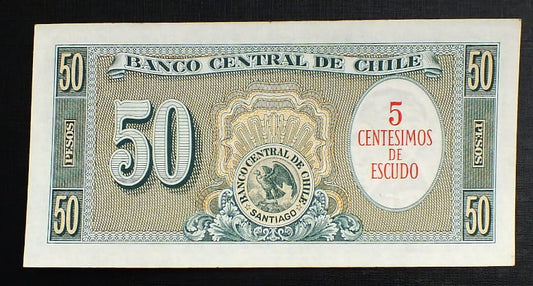 50
BANCO CENTRAL DE CHILE
50
PESOS
50
5
CENTESIMOS
DE
ESCUDO
PESOS
BANCO CENTRAL DE CHILE
SANTIAGO
50
50